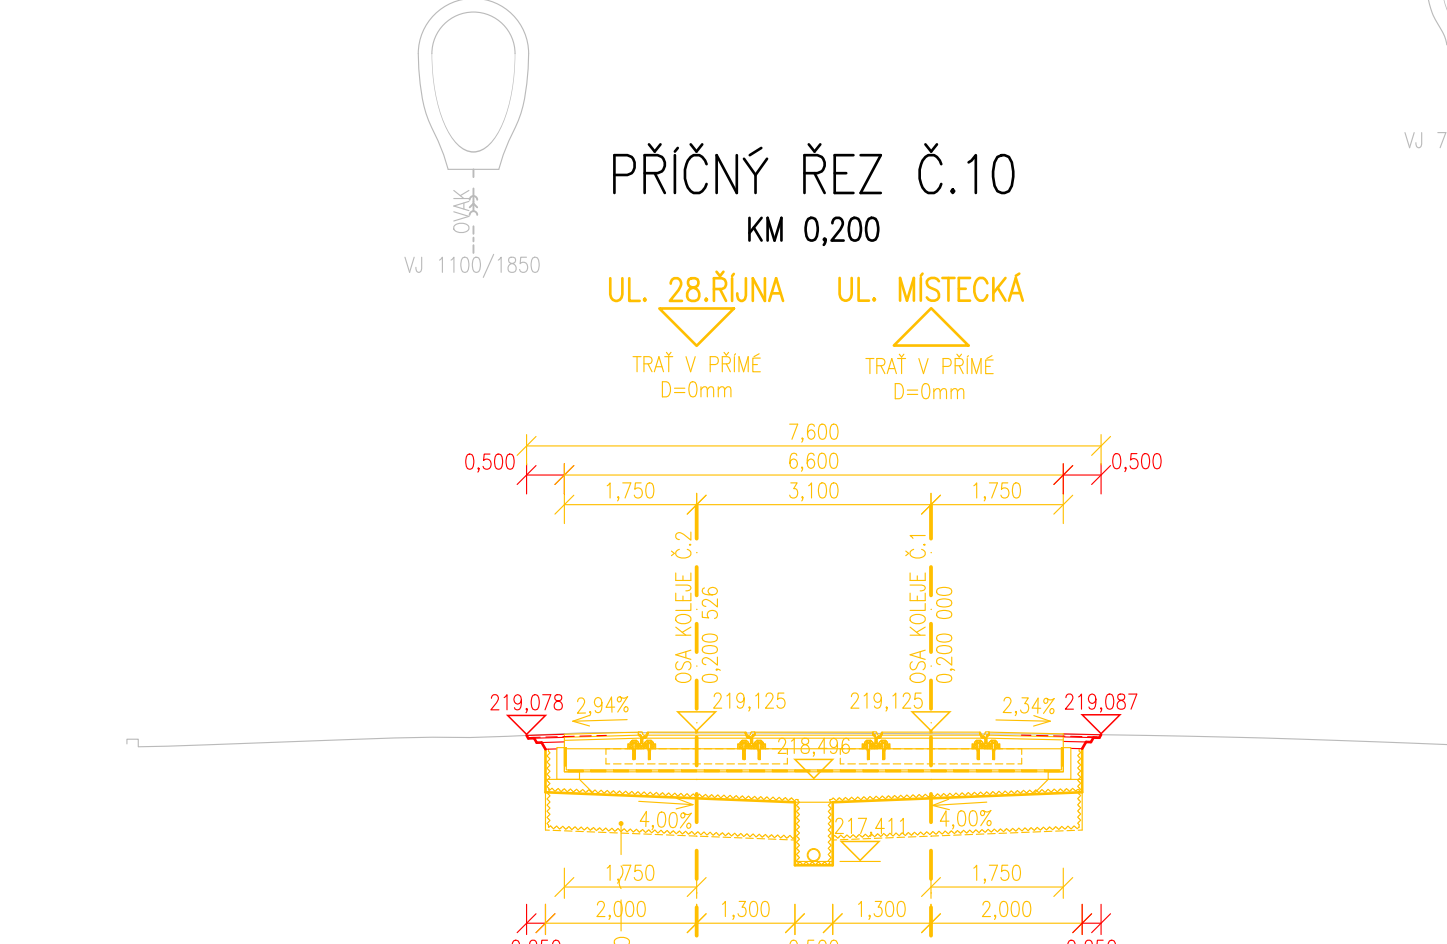 PŘÍČNÝ ŘEZ Č.10
KM 0,200
OVAK
VJ 1100/1850
VJ 7
UL. 28.ŘÍJNA
UL. MÍSTECKÁ
TRAŤ V PŘÍMÉ
D=0mm
TRAŤ V PŘÍMÉ
D=0mm
7,600
0,500
6,600
0,500
1,750
3,100
1,750
OSA KOLEJE Č.2
0,200 526
OSA KOLEJE Č.1
0,200 000
219,078
2,94%
219,125
219,125
2,34%
219,087
218,496
4,00%
217,411
4,00%
1,750
1,750
2,000
1,300
1,300
2,000